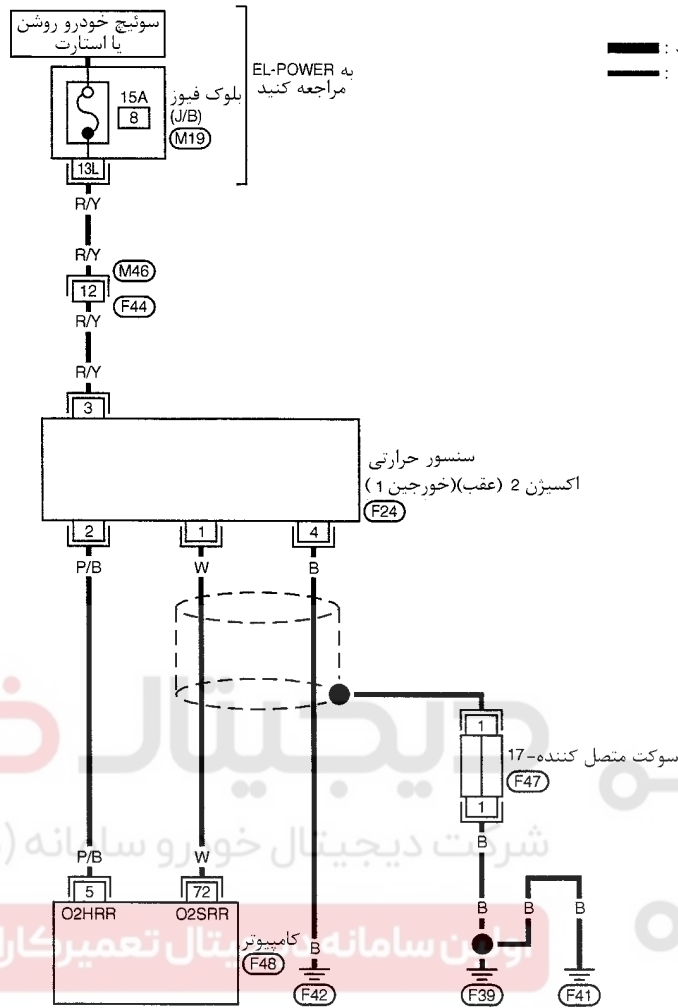 سوئیچ خودرو روشن
یا استارت
به EL-POWER
مراجعه کنید
15A
8
بلوک فیوز
(J/B)
M19
13L
R/Y
R/Y
M46
12
F44
R/Y
R/Y
3
سنسور حرارتی
اکسیژن 2 (عقب)(خورجین 1)
F24
2
1
4
P/B
W
B
1
سوکت متصل کننده-17
F47
1
B
دیجیتال
شرکت دیجیتال خودرو سامانه
P/B
W
5
72
O2HRR
O2SRR
کامپیوتر
F48
B
B
B
B
F42
F39
F41
اولین سامانه دیجیتال تعمیرکاران